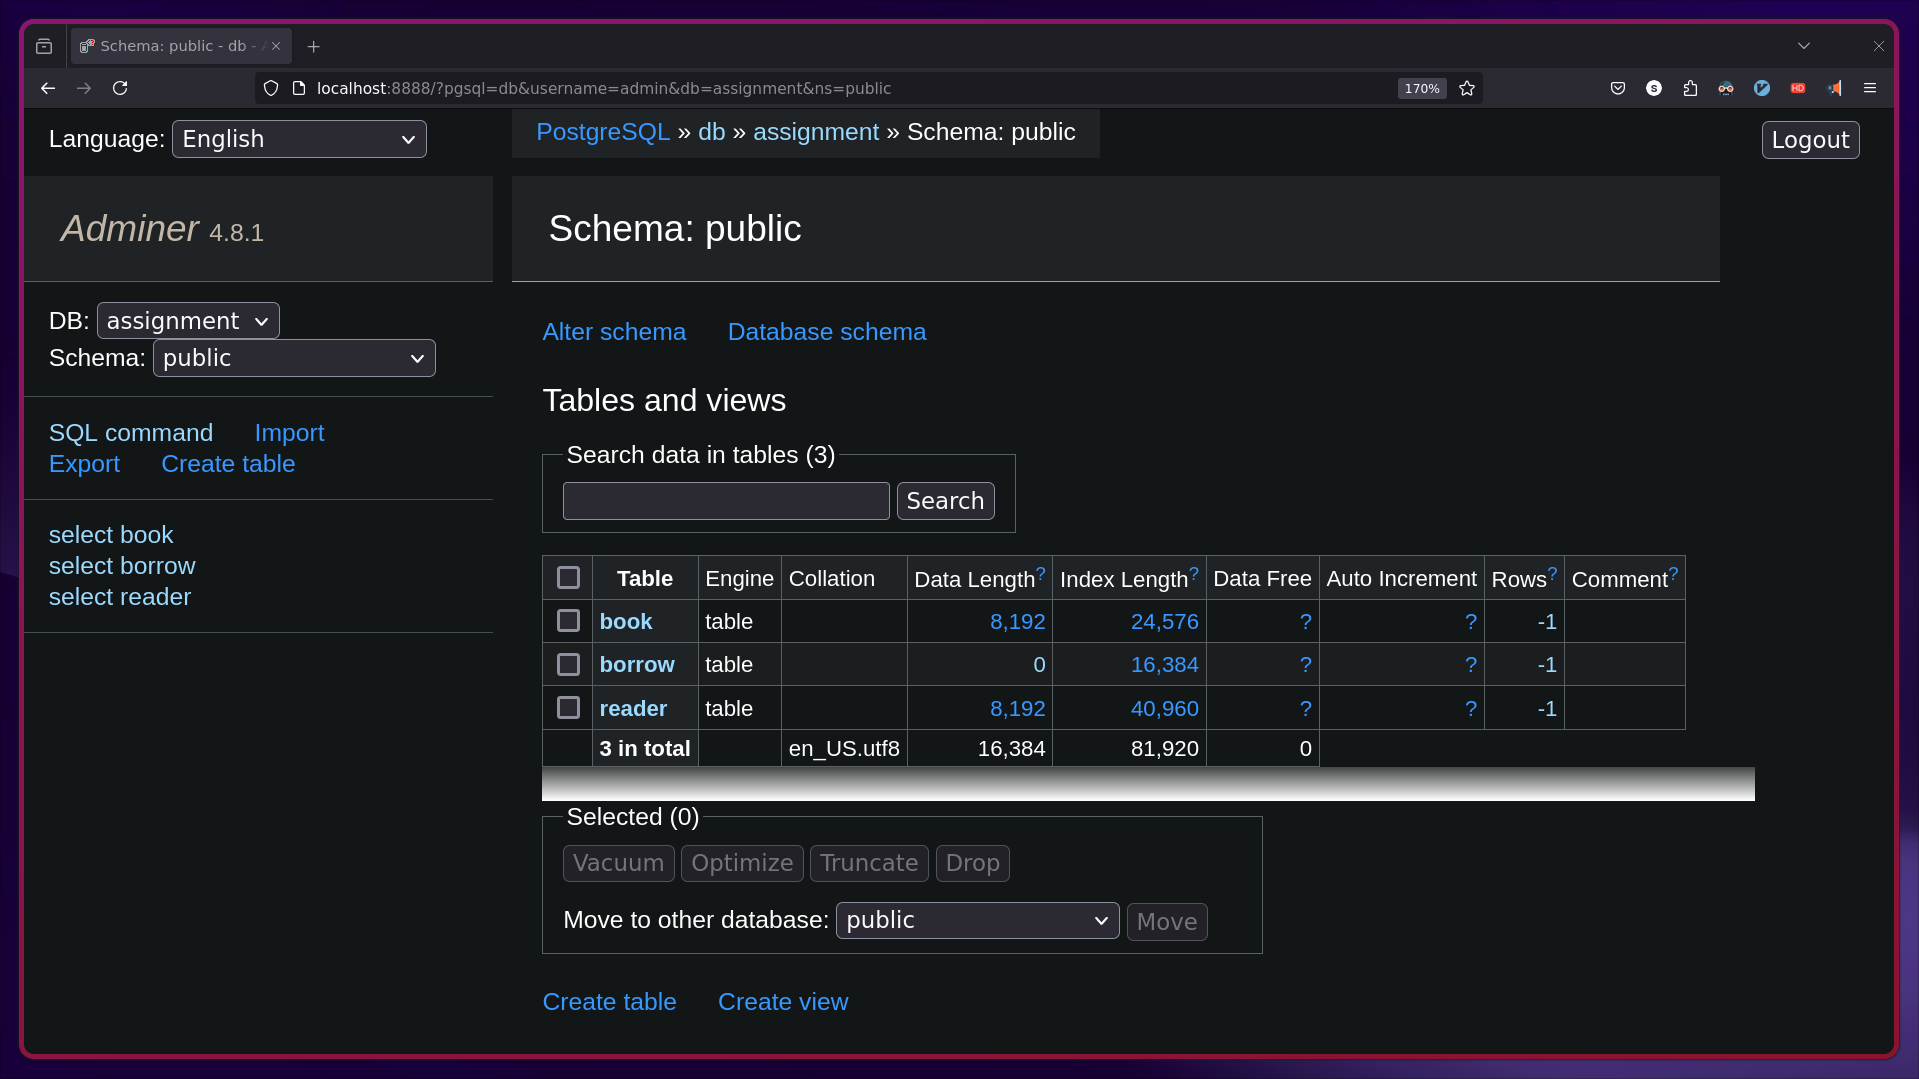 Schema: public - db - A
localhost:8888/?pgsql=db&username=admin&db=assignment&ns=public
170%
S
HD
Language: English
PostgreSQL » db » assignment » Schema: public
Logout
Adminer 4.8.1
Schema: public
DB: assignment
Schema: public
Alter schema Database schema
SQL command Import
Export Create table
select book
select borrow
select reader
Tables and views
Search data in tables (3)
Search
Table Engine Collation Data Length? Index Length? Data Free Auto Increment Rows? Comment?
book table 8,192 24,576 ? ? -1
borrow table 0 16,384 ? ? -1
reader table 8,192 40,960 ? ? -1
3 in total en_US.utf8 16,384 81,920 0
Selected (0)
Vacuum Optimize Truncate Drop
Move to other database: public Move
Create table Create view